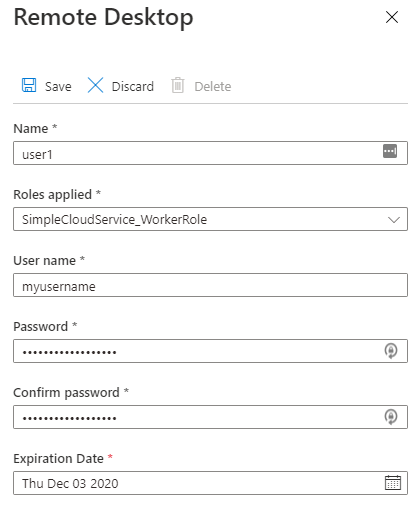 Remote Desktop
Save Discard Delete
Name *
user1
Roles applied *
SimpleCloudService_WorkerRole
User name *
myusername
Password *
••••••••••••••••••
Confirm password *
••••••••••••••••••
Expiration Date *
Thu Dec 03 2020